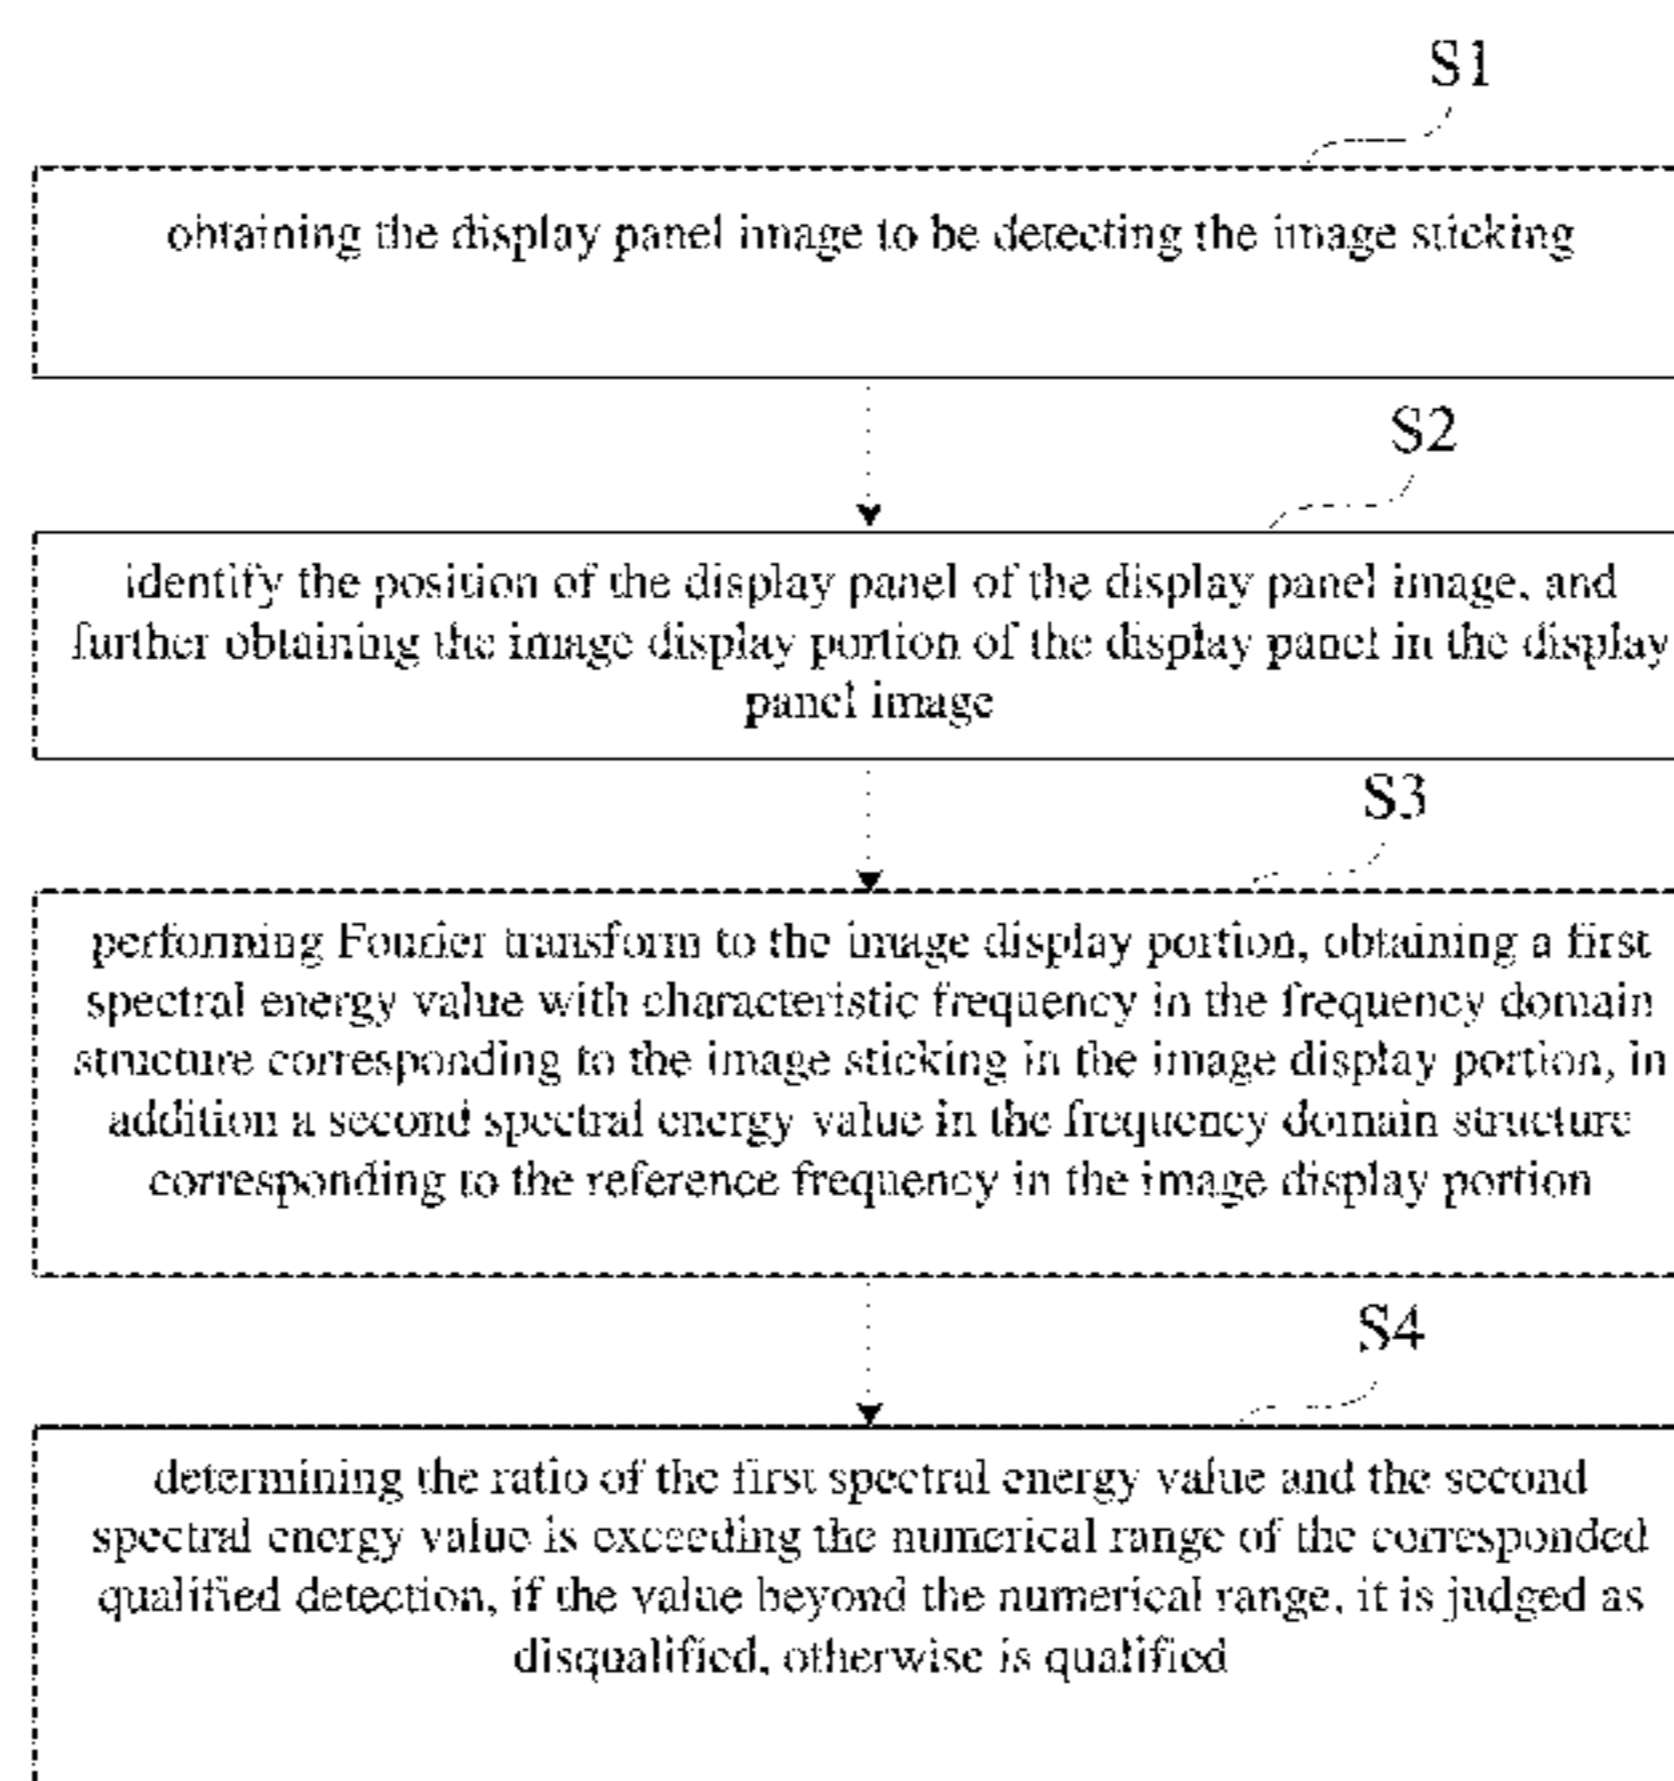 S1
obtaining the display panel image to be detecting the image sticking
S2
identify the position of the display panel of the display panel image, and
further obtaining the image display portion of the display panel in the display
panel image
S3
performing Fourier transform to the image display portion, obtaining a first
spectral energy value with characteristic frequency in the frequency domain
structure corresponding to the image sticking in the image display portion, in
addition a second spectral energy value in the frequency domain structure
corresponding to the reference frequency in the image display portion
S4
determining the ratio of the first spectral energy value and the second
spectral energy value is exceeding the numerical range of the corresponded
qualified detection, if the value beyond the numerical range, it is judged as
disqualified, otherwise is qualified